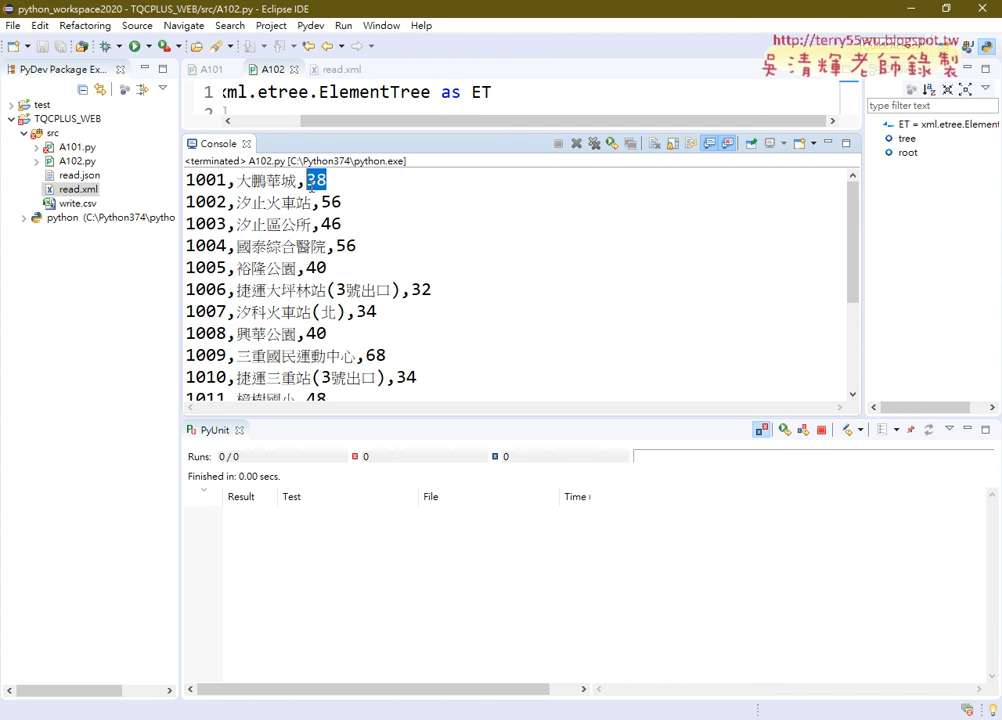 python_workspace2020 - TQCPLUS_WEB/src/A102.py - Eclipse IDE
File Edit Refactoring Source Navigate Search Project Pydev Run Window Help
http://terry55wu.blogspot.tw
吳清輝老師錄製
PyDev Package Ex...
A101 A102 read.xml
1 xml.etree.ElementTree as ET
2
type filter text
ET = xml.etree.Element
tree
root
test
TQCPLUS_WEB
src
A101.py
A102.py
read.json
read.xml
write.csv
python (C:\Python374\pytho
Console
<terminated> A102.py [C:\Python374\python.exe]
1001,大鵬華城,38
1002,汐止火車站,56
1003,汐止區公所,46
1004,國泰綜合醫院,56
1005,裕隆公園,40
1006,捷運大坪林站(3號出口),32
1007,汐科火車站(北),34
1008,興華公園,40
1009,三重國民運動中心,68
1010,捷運三重站(3號出口),34
1011,樟樹國小,48
PyUnit
Runs: 0 / 0 0 0
Finished in: 0.00 secs.
Result Test File Time